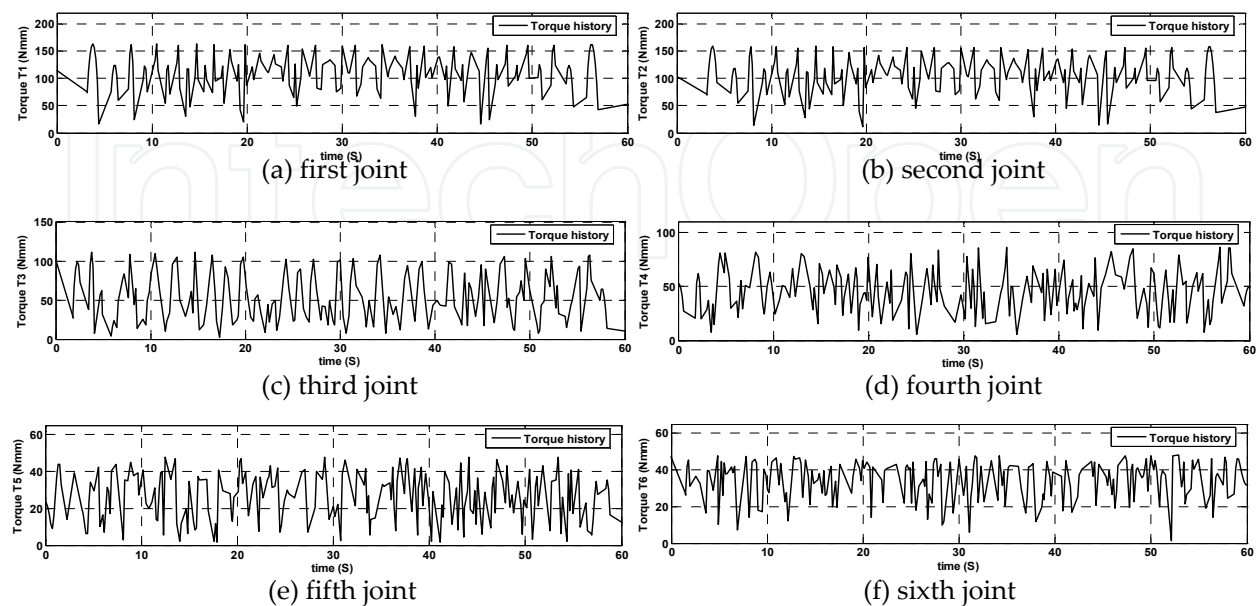 Torque history
Torque T1 (Nmm)
200
150
100
50
0
0 10 20 30 40 50 60
time (S)
(a) first joint
Torque history
Torque T2 (Nmm)
200
150
100
50
0
0 10 20 30 40 50 60
time (S)
(b) second joint
InTechOpen
Torque history
Torque T3 (Nmm)
150
100
50
0
0 10 20 30 40 50 60
time (S)
(c) third joint
Torque history
Torque T4 (Nmm)
100
50
0
0 10 20 30 40 50 60
time (S)
(d) fourth joint
Torque history
Torque T5 (Nmm)
60
40
20
0
0 10 20 30 40 50 60
time (S)
(e) fifth joint
Torque history
Torque T6 (Nmm)
60
40
20
0
0 10 20 30 40 50 60
time (S)
(f) sixth joint